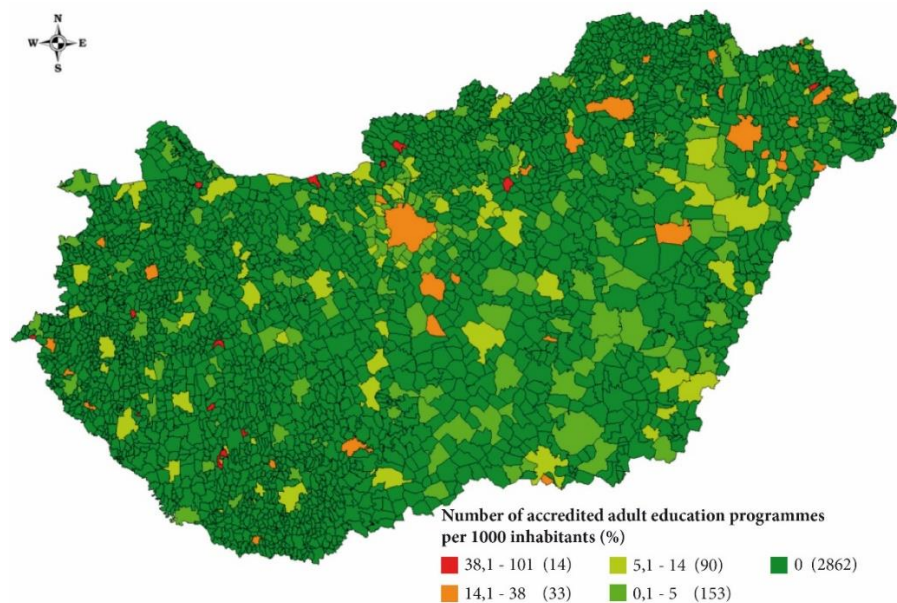 N
W E
S
Number of accredited adult education programmes
per 1000 inhabitants (%)
38,1 - 101 (14) 5,1 - 14 (90) 0 (2862)
14,1 - 38 (33) 0,1 - 5 (153)